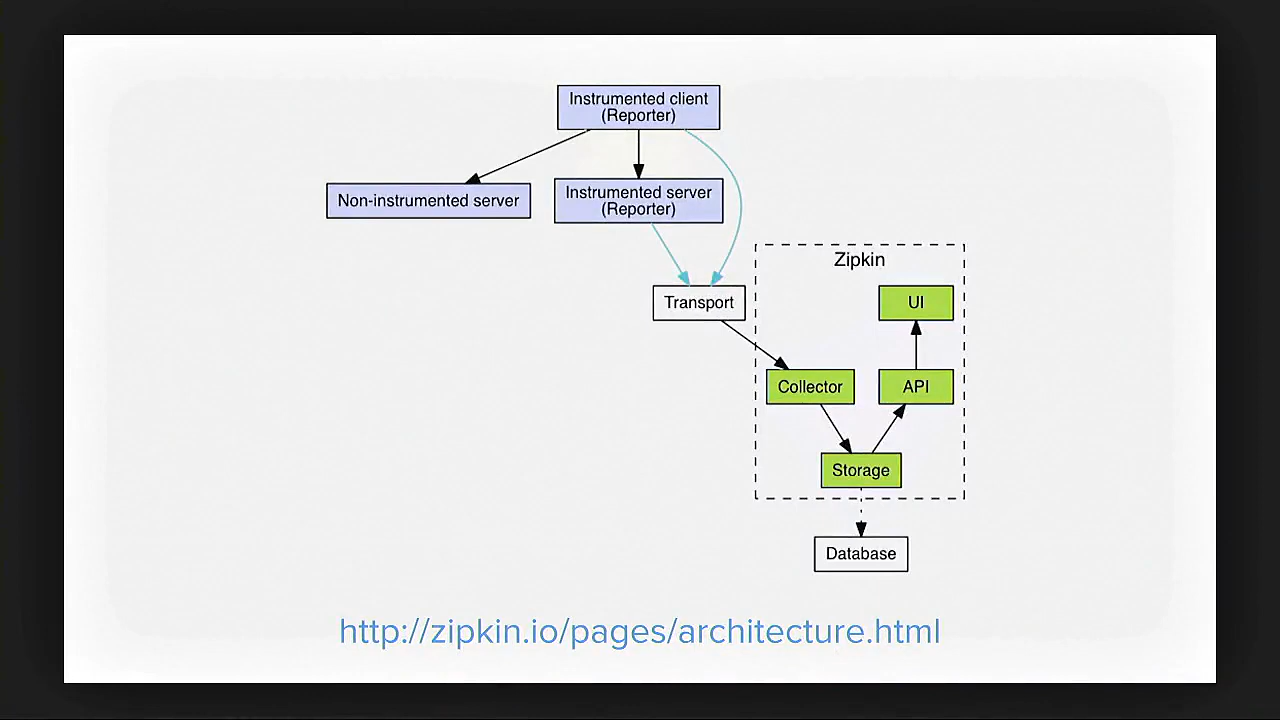 Instrumented client
(Reporter)
Non-instrumented server
Instrumented server
(Reporter)
Zipkin
Transport
UI
Collector
API
Storage
Database
http://zipkin.io/pages/architecture.html